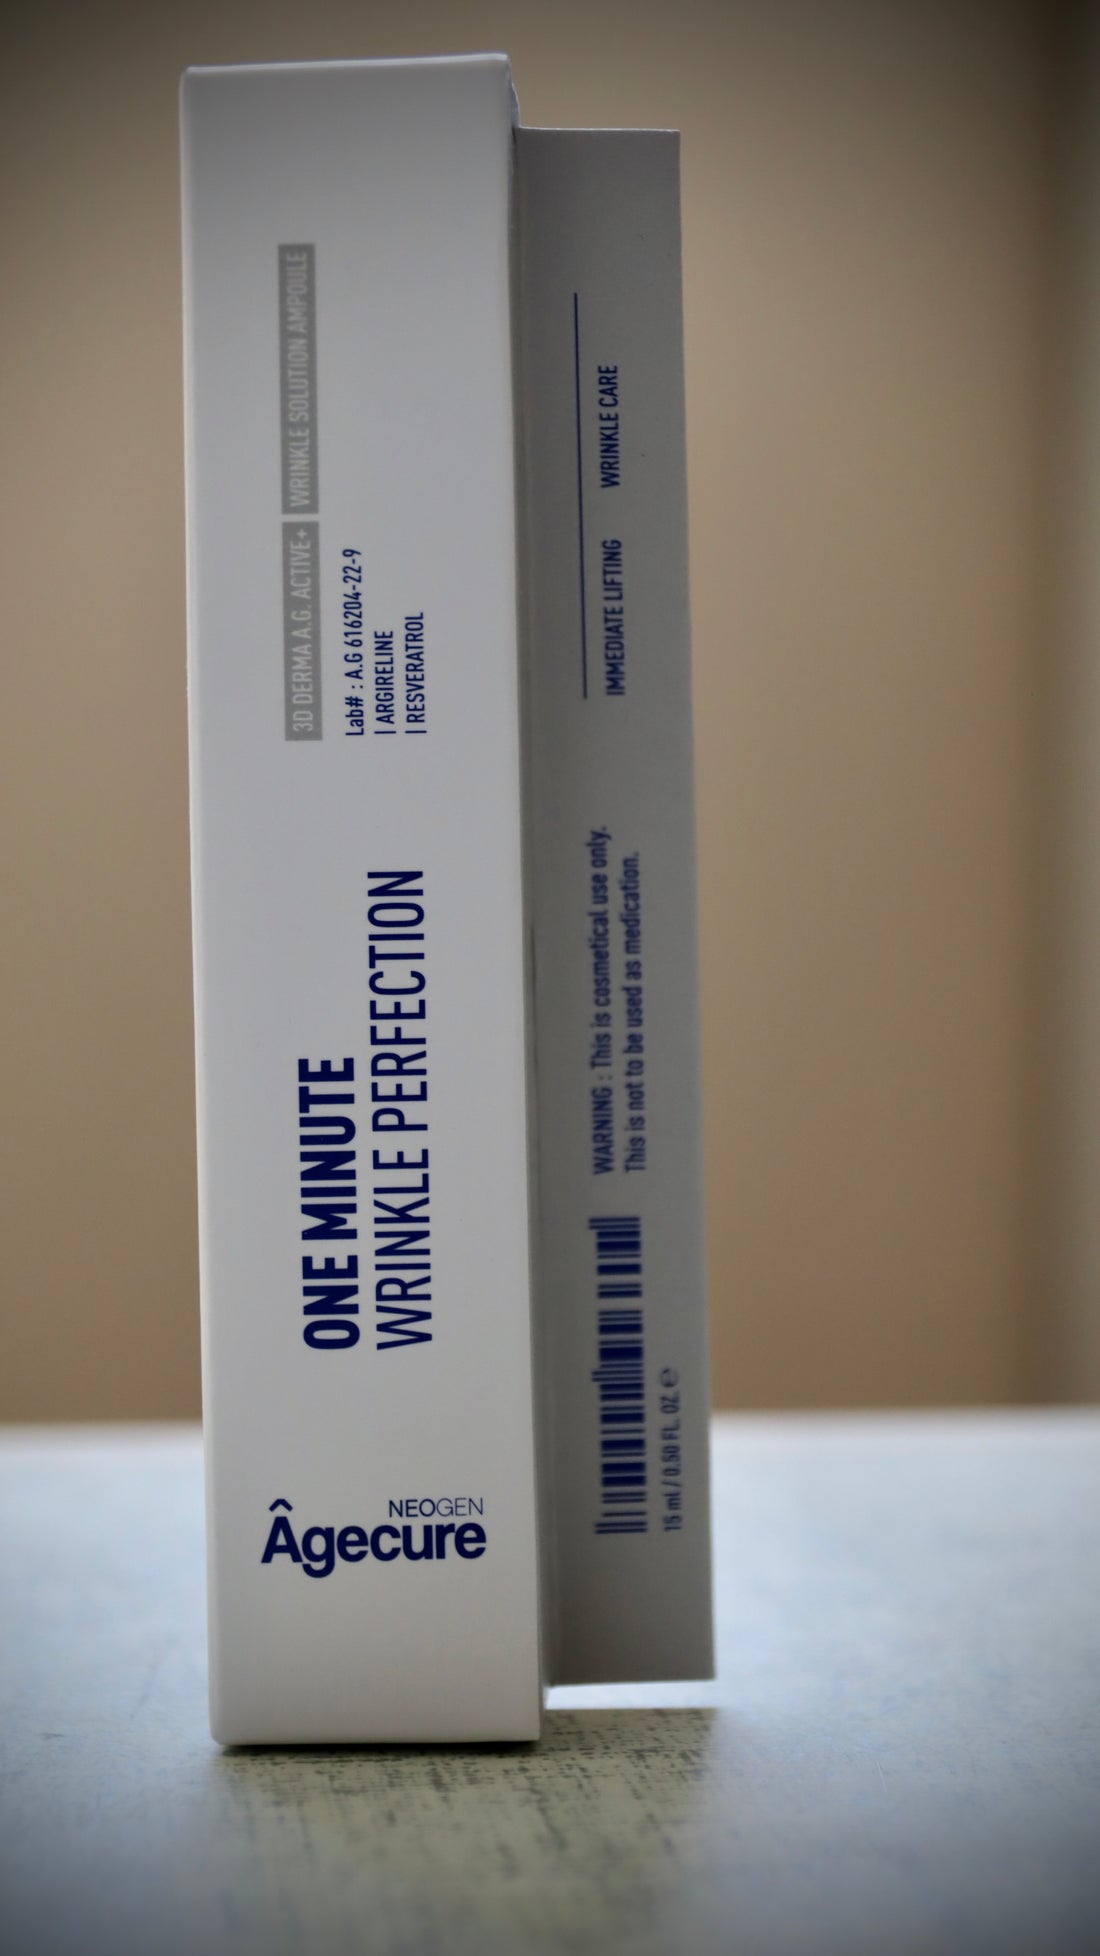 3D DERMA A.G. ACTIVE+ WRINKLE SOLUTION AMPOULE
Lab# : A.G 616204-22-9
| ARGIRELINE
| RESVERATROL
ONE MINUTE
WRINKLE PERFECTION
NEOGEN
Âgecure
IMMEDIATE LIFTING WRINKLE CARE
WARNING : This is cosmetical use only.
This is not to be used as medication.
15 ml / 0.50 FL. OZ. ℮